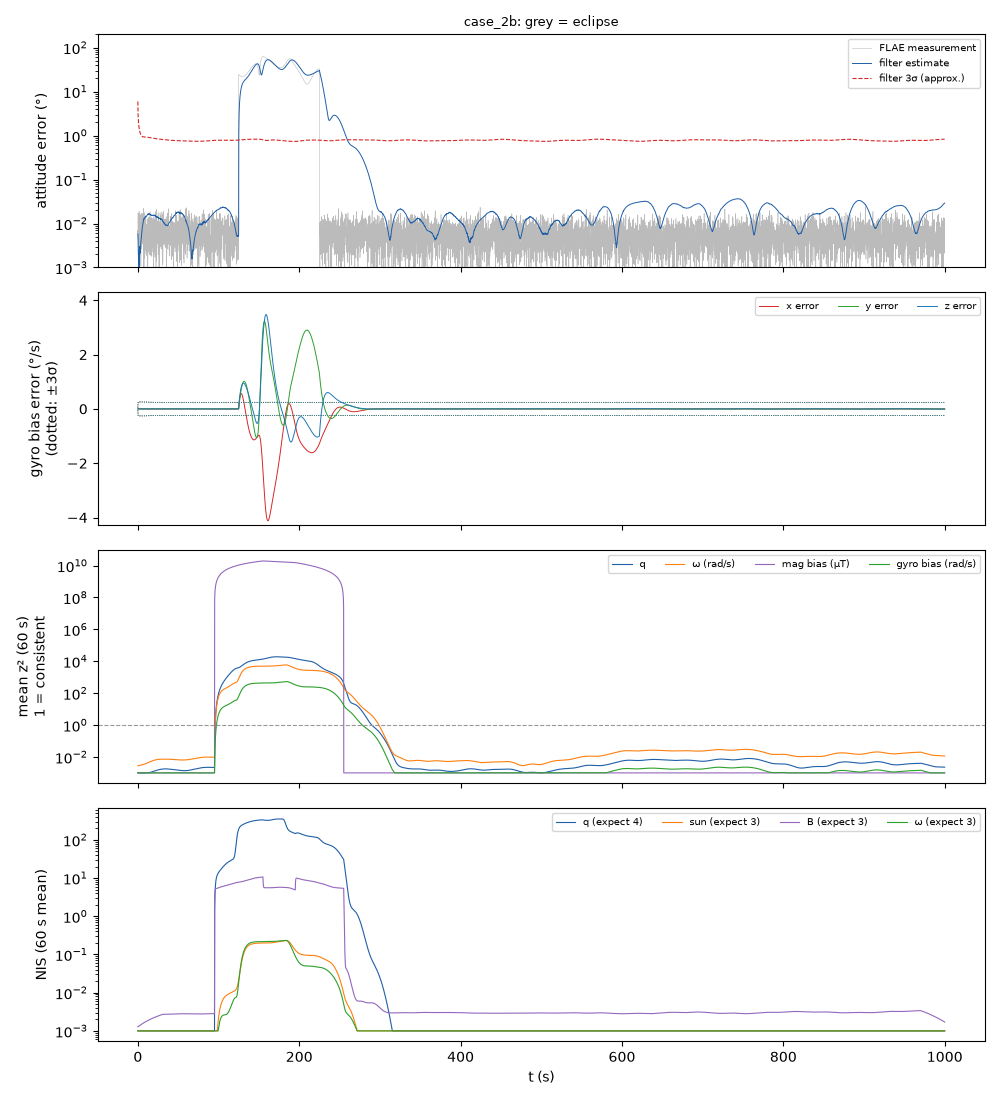 case_2b: grey = eclipse
FLAE measurement
filter estimate
filter 3σ (approx.)
attitude error (°)
10²
10¹
10⁰
10⁻¹
10⁻²
10⁻³
x error
y error
z error
gyro bias error (°/s)
(dotted: ±3σ)
4
2
0
−2
−4
q
ω (rad/s)
mag bias (μT)
gyro bias (rad/s)
mean z² (60 s)
1 = consistent
10¹⁰
10⁸
10⁶
10⁴
10²
10⁰
10⁻²
q (expect 4)
sun (expect 3)
B (expect 3)
ω (expect 3)
NIS (60 s mean)
10²
10¹
10⁰
10⁻¹
10⁻²
10⁻³
0
200
400
600
800
1000
t (s)